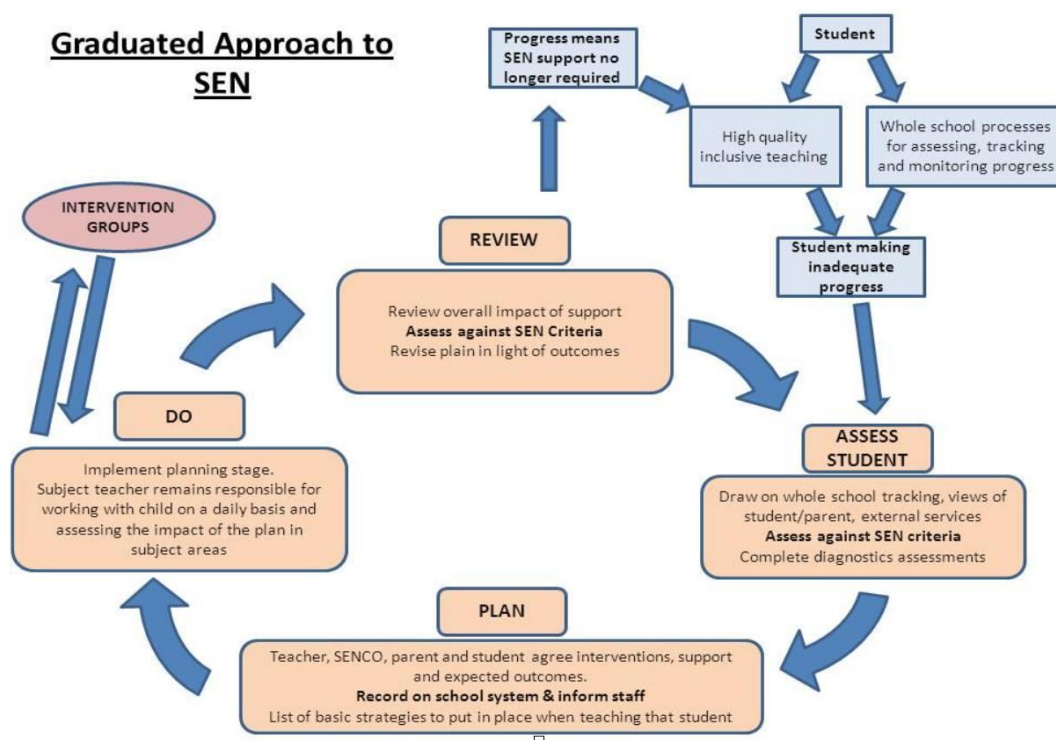 Graduated Approach to
SEN
Progress means
SEN support no
longer required
Student
High quality
inclusive teaching
Whole school processes
for assessing, tracking
and monitoring progress
Student making
inadequate
progress
INTERVENTION
GROUPS
REVIEW
Review overall impact of support
Assess against SEN Criteria
Revise plain in light of outcomes
DO
Implement planning stage.
Subject teacher remains responsible for
working with child on a daily basis and
assessing the impact of the plan in
subject areas
ASSESS
STUDENT
Draw on whole school tracking, views of
student/parent, external services
Assess against SEN criteria
Complete diagnostics assessments
PLAN
Teacher, SENCO, parent and student agree interventions, support
and expected outcomes.
Record on school system & inform staff
List of basic strategies to put in place when teaching that student